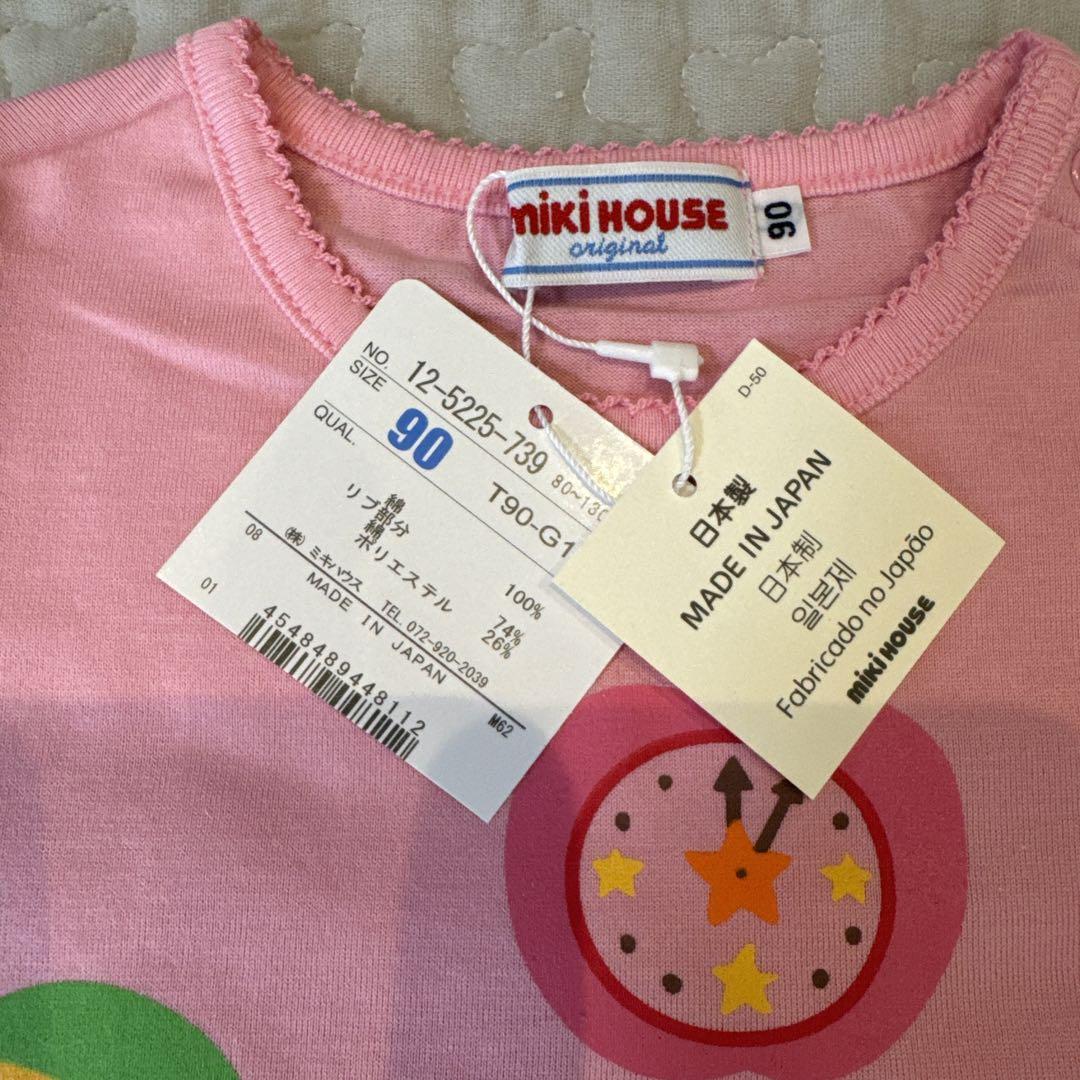 miki HOUSE
original
90
NO. 12-5225-739
SIZE 90 80~130
QUAL. T90-G1
綿 100%
リブ部分
綿 74%
ポリエステル 26%
08 (株) ミキハウス TEL. 072-920-2039
01 MADE IN JAPAN
M62
4548489448112
D-50
日本製
MADE IN JAPAN
日本制
일본제
Fabricado no Japão
miki HOUSE